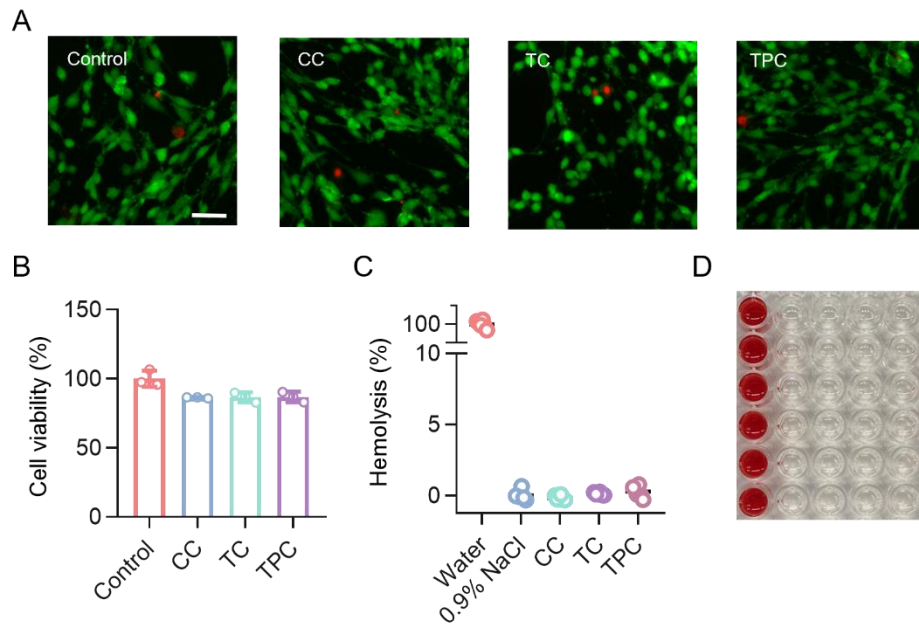 A
Control
CC
TC
TPC
B
C
D
Cell viability (%)
150
100
50
0
Control
CC
TC
TPC
Hemolysis (%)
100
10
5
0
Water
0.9% NaCl
CC
TC
TPC